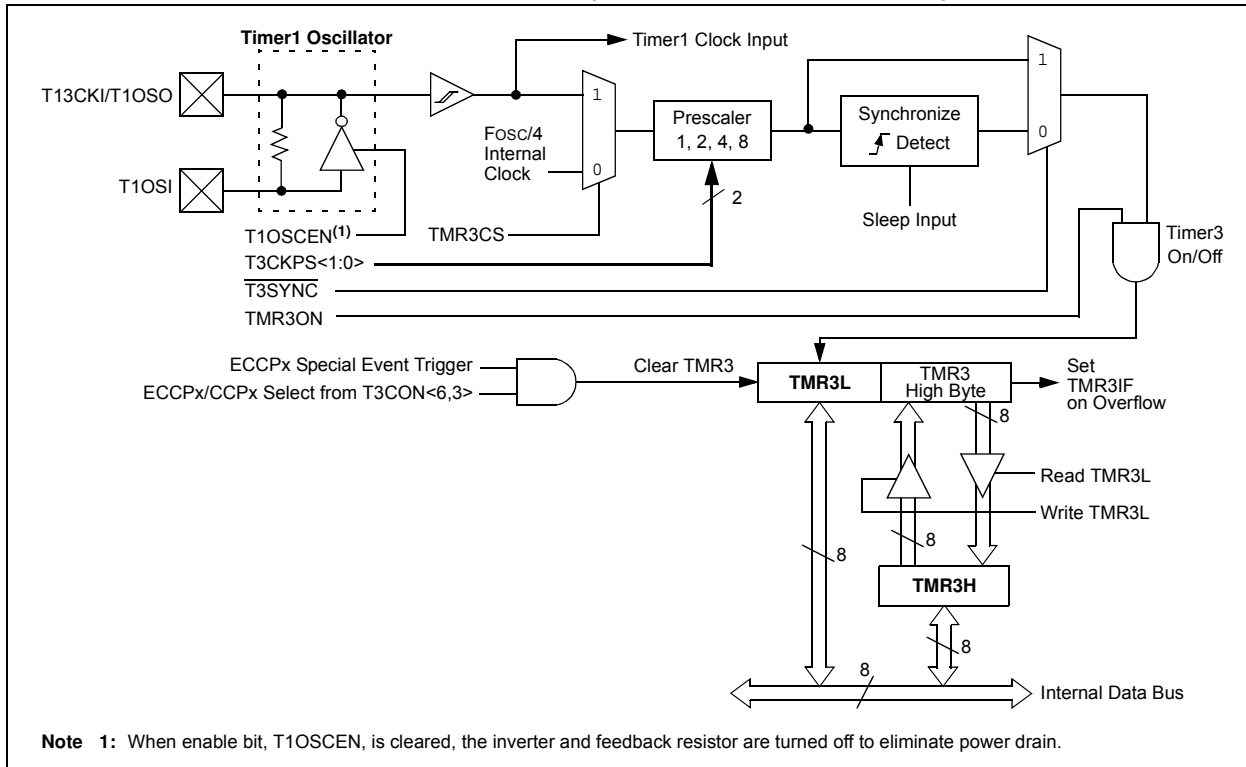 Timer1 Oscillator
Timer1 Clock Input
T13CKI/T1OSO
1
1
FOSC/4
Internal
Clock
0
Prescaler
1, 2, 4, 8
Synchronize
Detect
0
T1OSI
2
Sleep Input
T1OSCEN(1)
TMR3CS
Timer3
On/Off
T3CKPS<1:0>
T3SYNC
TMR3ON
ECCPx Special Event Trigger
ECCPx/CCPx Select from T3CON<6,3>
Clear TMR3
TMR3L
TMR3
High Byte
Set
TMR3IF
on Overflow
8
Read TMR3L
Write TMR3L
8
8
TMR3H
8
8
Internal Data Bus
Note 1: When enable bit, T1OSCEN, is cleared, the inverter and feedback resistor are turned off to eliminate power drain.